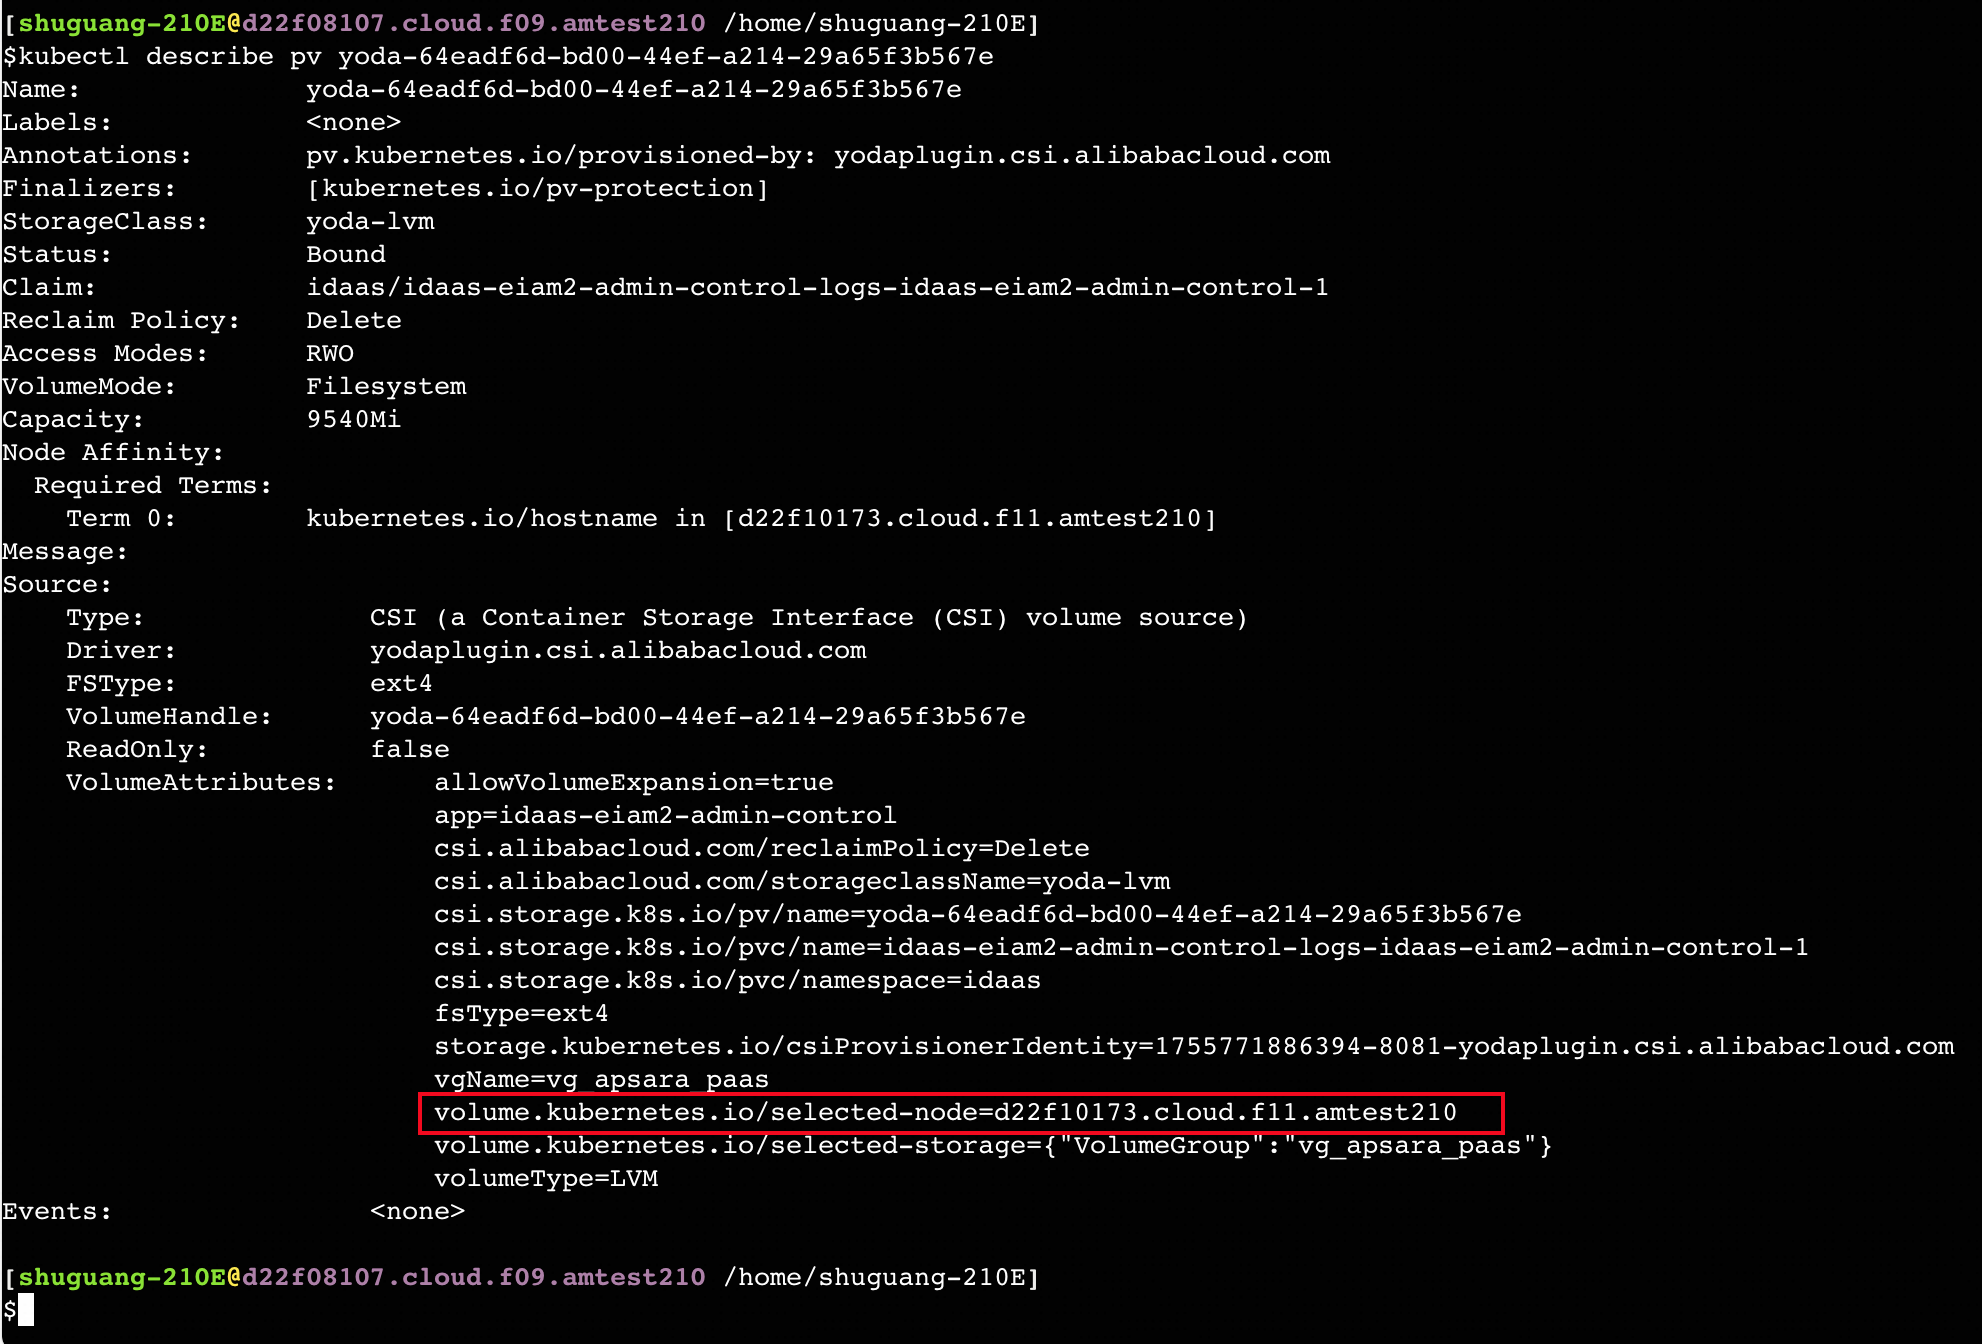 [shuguang-210E@d22f08107.cloud.f09.amtest210 /home/shuguang-210E]
$kubectl describe pv yoda-64eadf6d-bd00-44ef-a214-29a65f3b567e
Name:              yoda-64eadf6d-bd00-44ef-a214-29a65f3b567e
Labels:            <none>
Annotations:       pv.kubernetes.io/provisioned-by: yodaplugin.csi.alibabacloud.com
Finalizers:        [kubernetes.io/pv-protection]
StorageClass:      yoda-lvm
Status:            Bound
Claim:             idaas/idaas-eiam2-admin-control-logs-idaas-eiam2-admin-control-1
Reclaim Policy:    Delete
Access Modes:      RWO
VolumeMode:        Filesystem
Capacity:          9540Mi
Node Affinity:
  Required Terms:
    Term 0:        kubernetes.io/hostname in [d22f10173.cloud.f11.amtest210]
Message:
Source:
    Type:              CSI (a Container Storage Interface (CSI) volume source)
    Driver:            yodaplugin.csi.alibabacloud.com
    FSType:            ext4
    VolumeHandle:      yoda-64eadf6d-bd00-44ef-a214-29a65f3b567e
    ReadOnly:          false
    VolumeAttributes:      allowVolumeExpansion=true
                           app=idaas-eiam2-admin-control
                           csi.alibabacloud.com/reclaimPolicy=Delete
                           csi.alibabacloud.com/storageclassName=yoda-lvm
                           csi.storage.k8s.io/pv/name=yoda-64eadf6d-bd00-44ef-a214-29a65f3b567e
                           csi.storage.k8s.io/pvc/name=idaas-eiam2-admin-control-logs-idaas-eiam2-admin-control-1
                           csi.storage.k8s.io/pvc/namespace=idaas
                           fsType=ext4
                           storage.kubernetes.io/csiProvisionerIdentity=1755771886394-8081-yodaplugin.csi.alibabacloud.com
                           vgName=vg_apsara_paas
                           volume.kubernetes.io/selected-node=d22f10173.cloud.f11.amtest210
                           volume.kubernetes.io/selected-storage={"VolumeGroup":"vg_apsara_paas"}
                           volumeType=LVM
Events:                <none>
[shuguang-210E@d22f08107.cloud.f09.amtest210 /home/shuguang-210E]
$